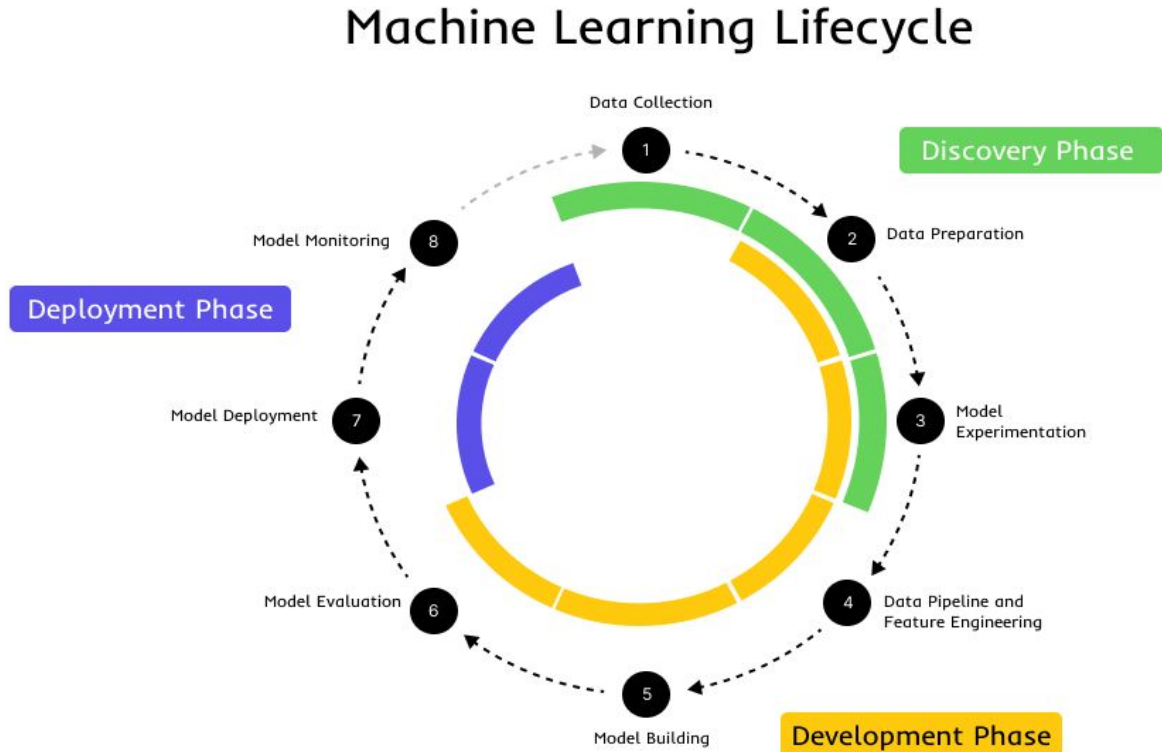 Machine Learning Lifecycle
Data Collection
1
Discovery Phase
2
Data Preparation
3
Model
Experimentation
4
Data Pipeline and
Feature Engineering
5
Model Building
Development Phase
6
Model Evaluation
7
Model Deployment
Deployment Phase
8
Model Monitoring